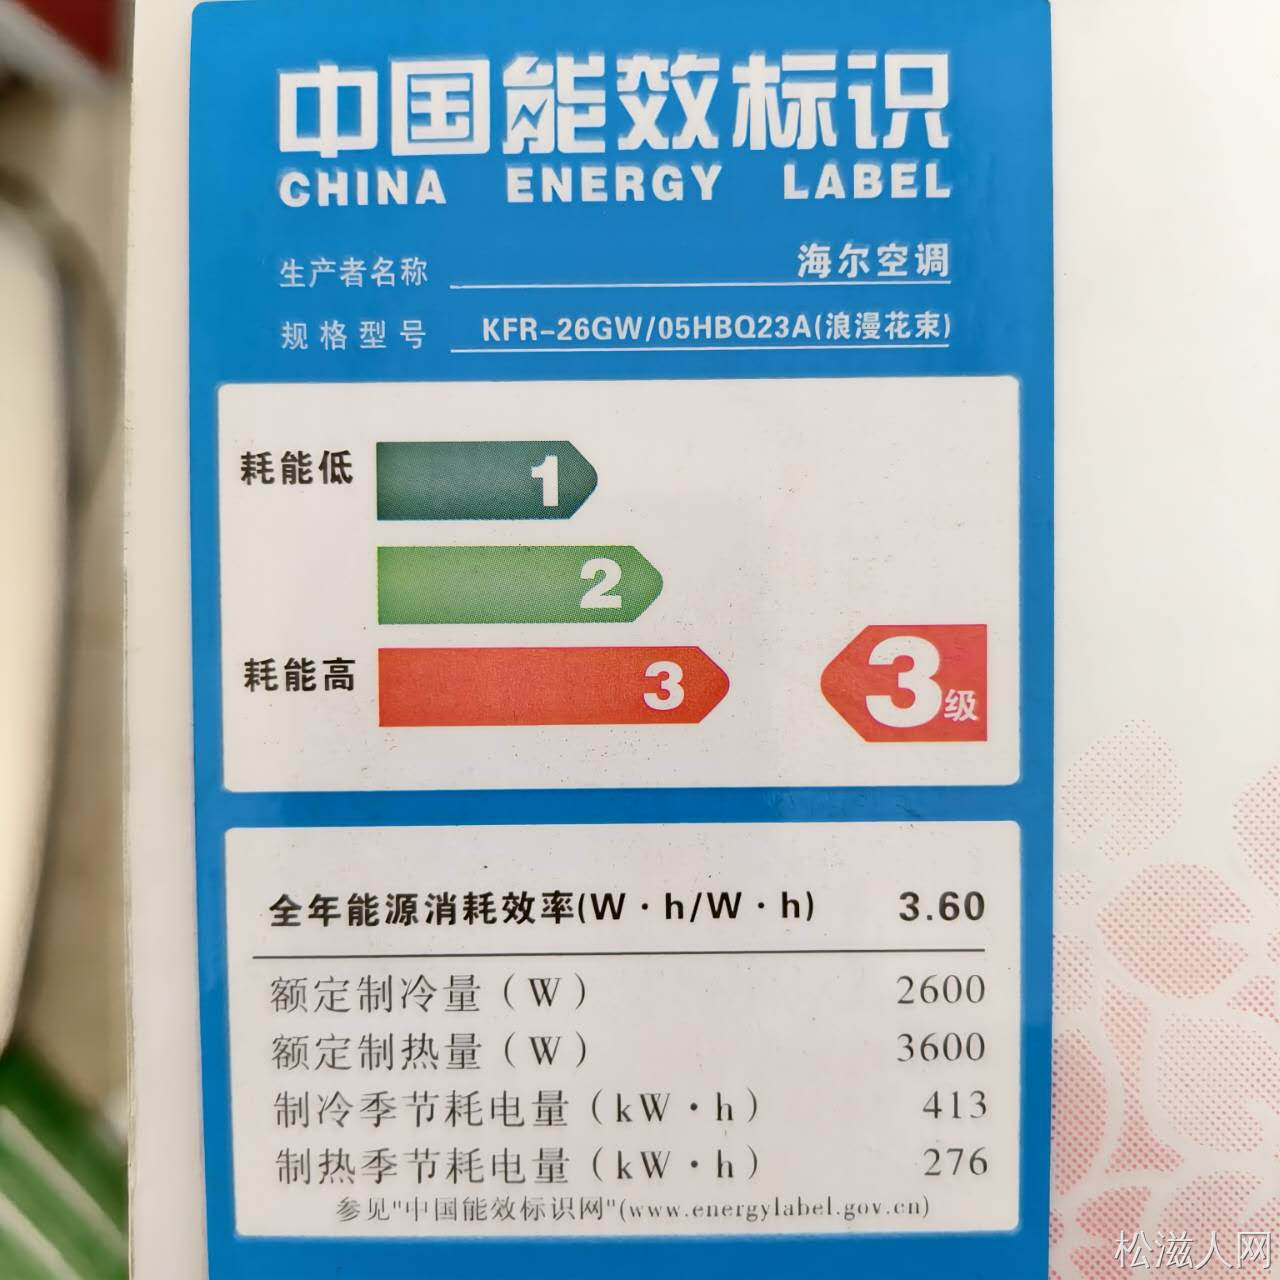 中国能效标识
CHINA ENERGY LABEL
生产者名称 海尔空调
规格型号 KFR-26GW/05HBQ23A(浪漫花束)
耗能低 1
2
耗能高 3 3级
全年能源消耗效率(W·h/W·h) 3.60
额定制冷量（W） 2600
额定制热量（W） 3600
制冷季节耗电量（kW·h） 413
制热季节耗电量（kW·h） 276
参见"中国能效标识网"(www.energylabel.gov.cn)
松滋人网